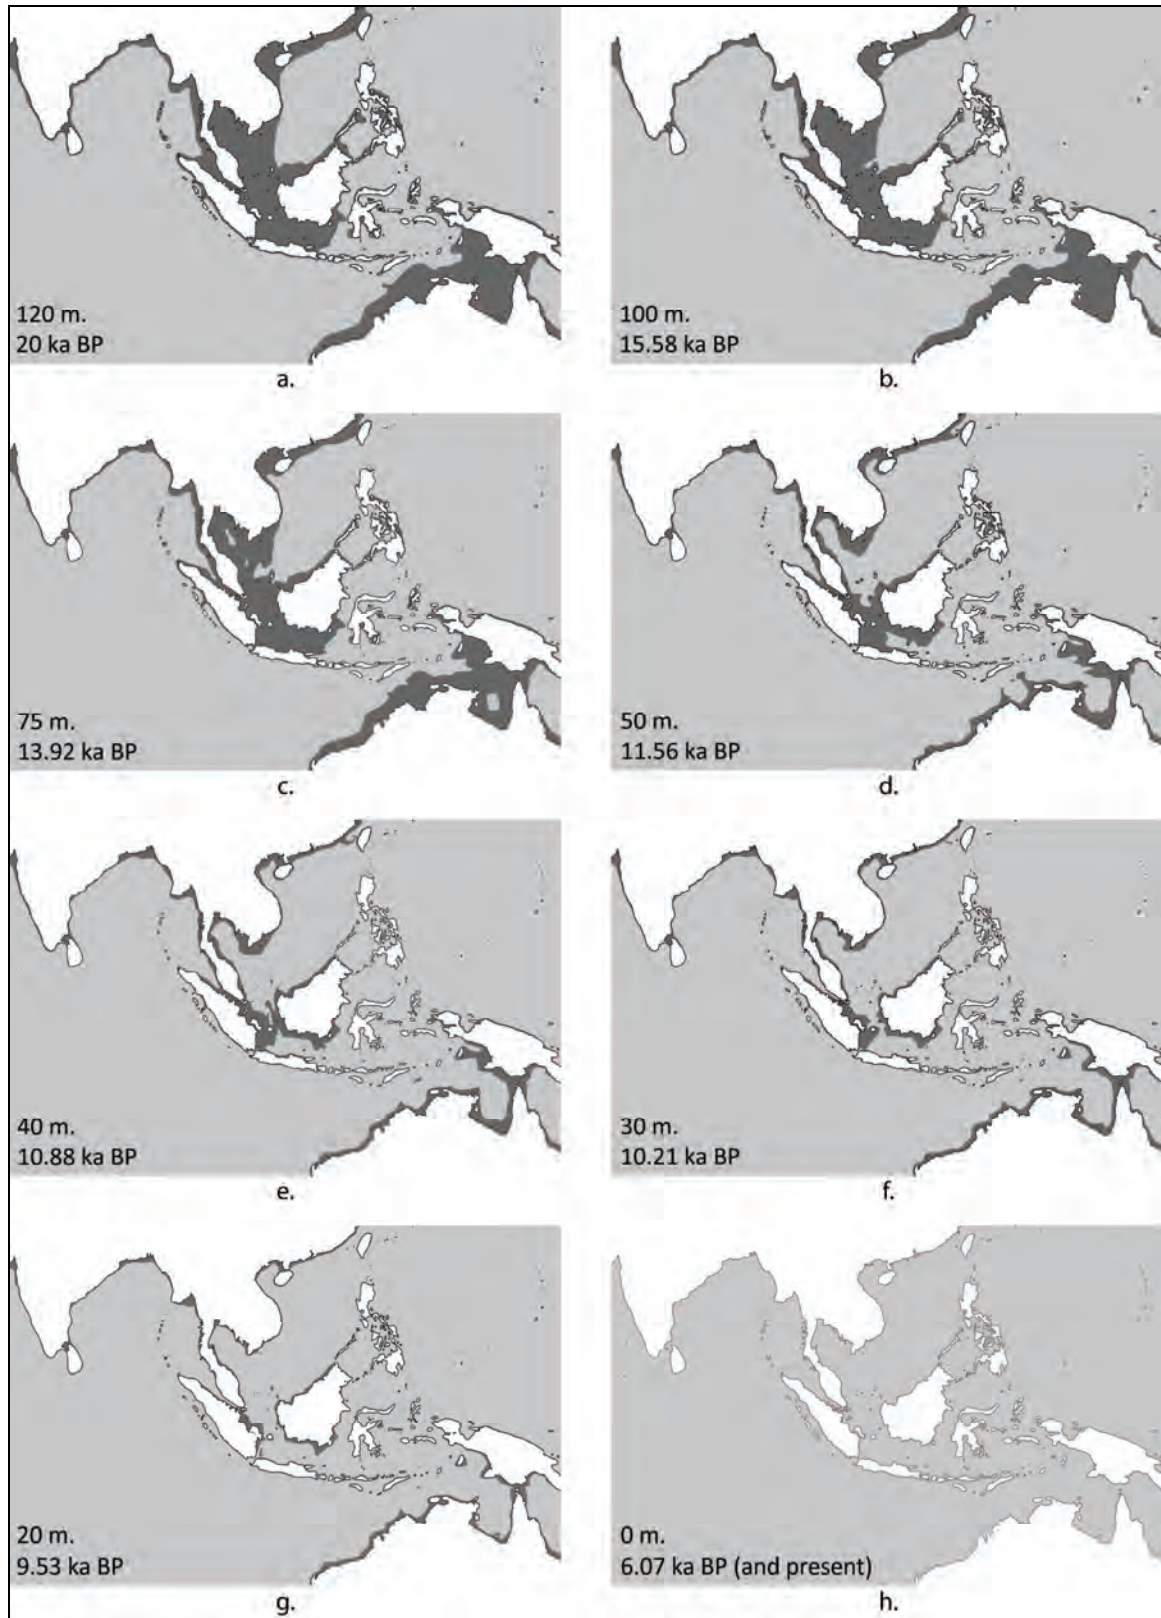 120 m.
20 ka BP
a.
100 m.
15.58 ka BP
b.
75 m.
13.92 ka BP
c.
50 m.
11.56 ka BP
d.
40 m.
10.88 ka BP
e.
30 m.
10.21 ka BP
f.
20 m.
9.53 ka BP
g.
0 m.
6.07 ka BP (and present)
h.